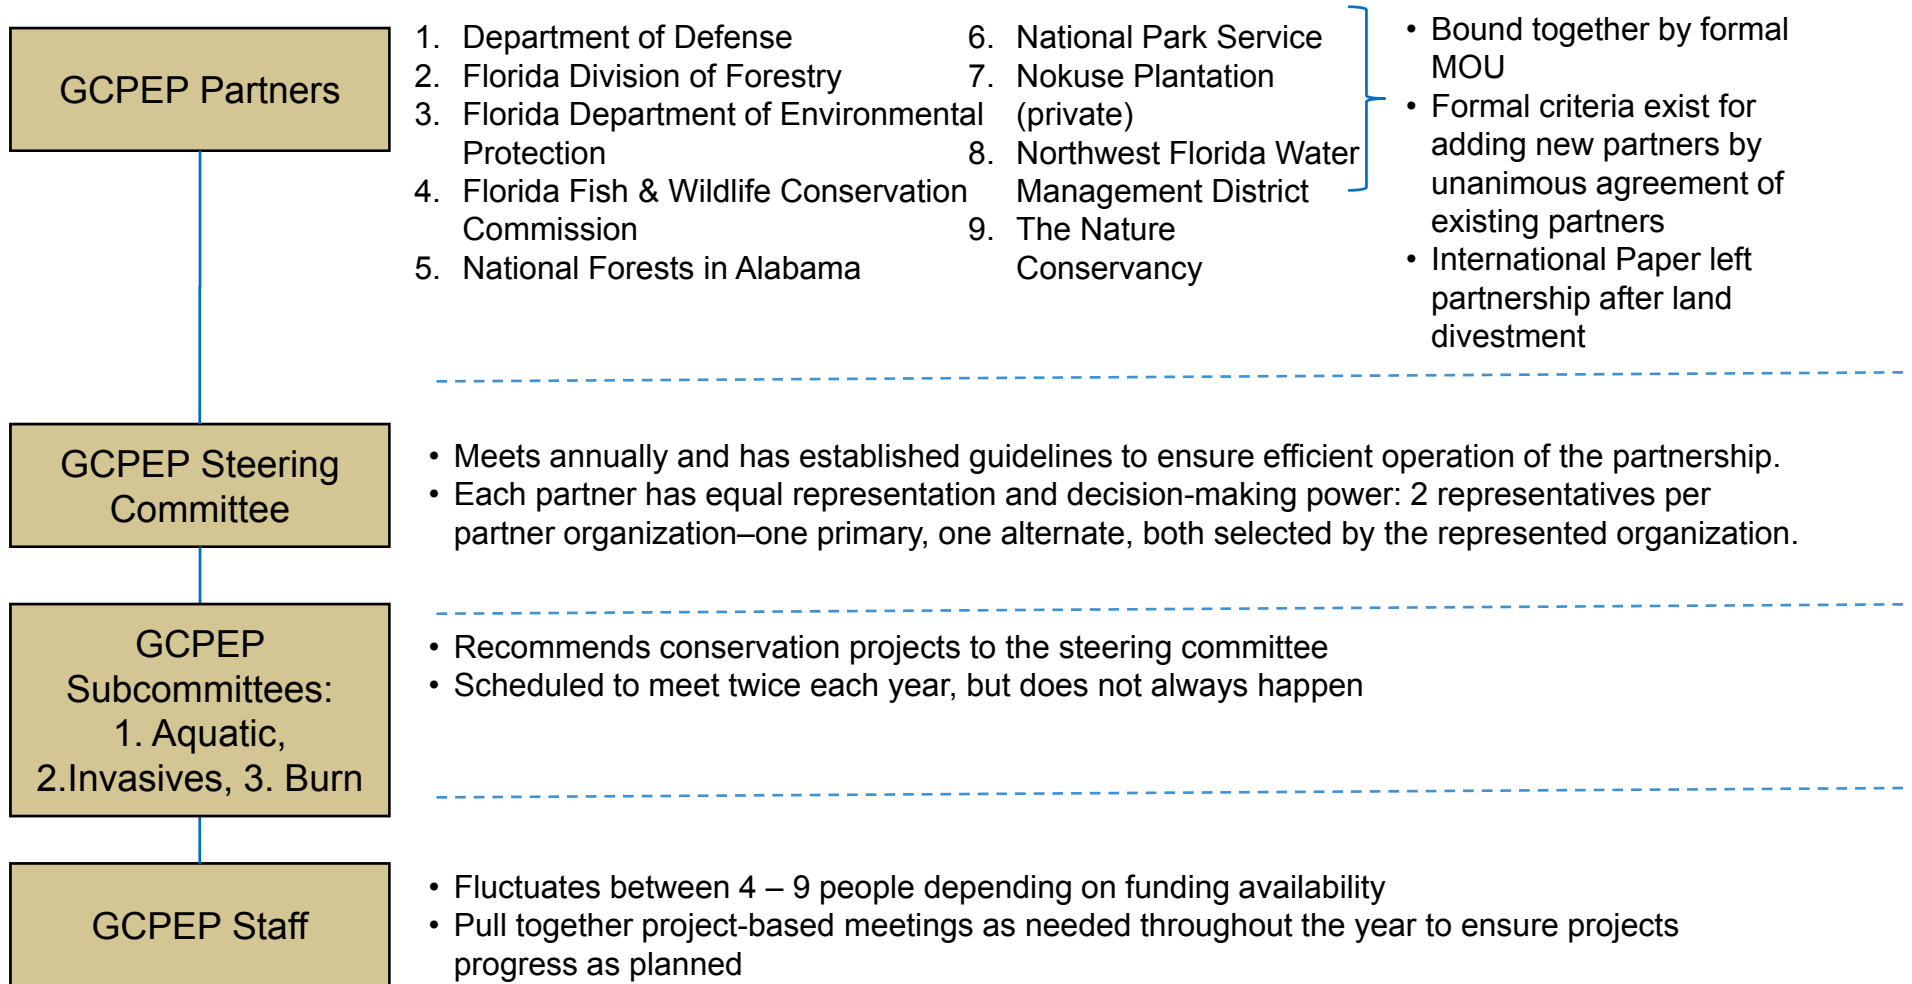 GCPEP Partners
1. Department of Defense
2. Florida Division of Forestry
3. Florida Department of Environmental
Protection
4. Florida Fish & Wildlife Conservation
Commission
5. National Forests in Alabama
6. National Park Service
7. Nokuse Plantation
(private)
8. Northwest Florida Water
Management District
9. The Nature
Conservancy
• Bound together by formal
MOU
• Formal criteria exist for
adding new partners by
unanimous agreement of
existing partners
• International Paper left
partnership after land
divestment
GCPEP Steering
Committee
• Meets annually and has established guidelines to ensure efficient operation of the partnership.
• Each partner has equal representation and decision-making power: 2 representatives per
partner organization–one primary, one alternate, both selected by the represented organization.
GCPEP
Subcommittees:
1. Aquatic,
2.Invasives, 3. Burn
• Recommends conservation projects to the steering committee
• Scheduled to meet twice each year, but does not always happen
GCPEP Staff
• Fluctuates between 4 – 9 people depending on funding availability
• Pull together project-based meetings as needed throughout the year to ensure projects
progress as planned